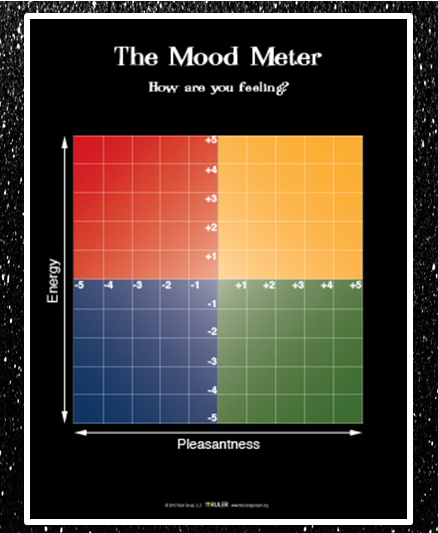 The Mood Meter
How are you feeling?
+5
+4
+3
+2
+1
-5 -4 -3 -2 -1 +1 +2 +3 +4 +5
-1
-2
-3
-4
-5
Energy
Pleasantness
RULER